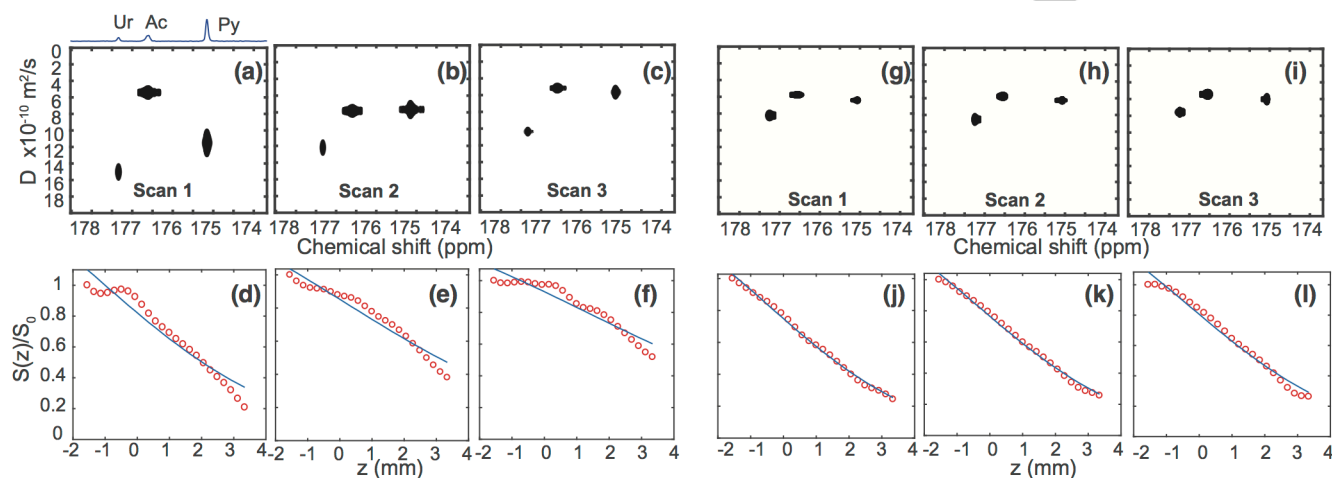 Ur Ac Py
0
2
4
6
8
10
12
14
16
18
D x10⁻¹⁰ m²/s
(a) (b) (c) (g) (h) (i)
Scan 1 Scan 2 Scan 3 Scan 1 Scan 2 Scan 3
178 177 176 175 174 178 177 176 175 174 178 177 176 175 174 178 177 176 175 174 178 177 176 175 174 178 177 176 175 174
Chemical shift (ppm) Chemical shift (ppm)
1
0.8
0.6
0.4
0.2
0
S(z)/S₀
(d) (e) (f) (j) (k) (l)
-2 -1 0 1 2 3 4 -2 -1 0 1 2 3 4 -2 -1 0 1 2 3 4 -2 -1 0 1 2 3 4 -2 -1 0 1 2 3 4 -2 -1 0 1 2 3 4
z (mm) z (mm)